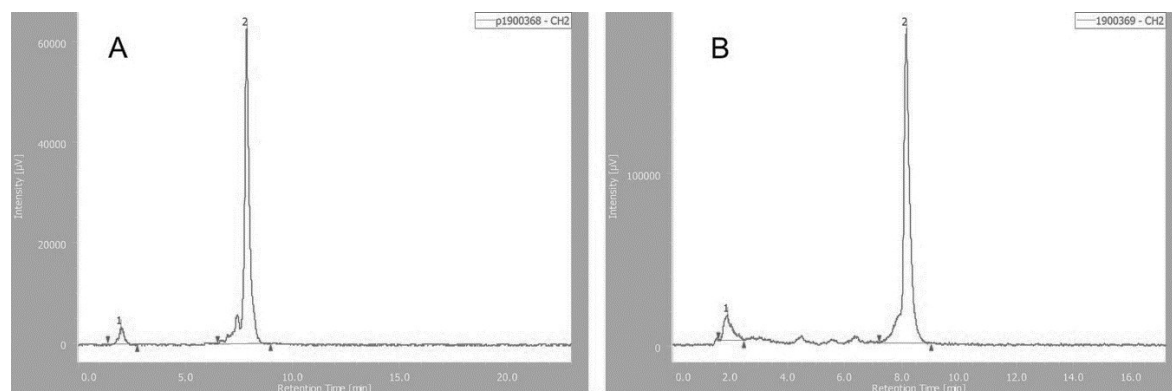 A
p1900368 - CH2
2
60000
40000
Intensity [µV]
20000
1
0
0.0 5.0 10.0 15.0 20.0
Retention Time [min]
B
1900369 - CH2
2
100000
Intensity [µV]
1
0
0.0 2.0 4.0 6.0 8.0 10.0 12.0 14.0 16.0
Retention Time [min]